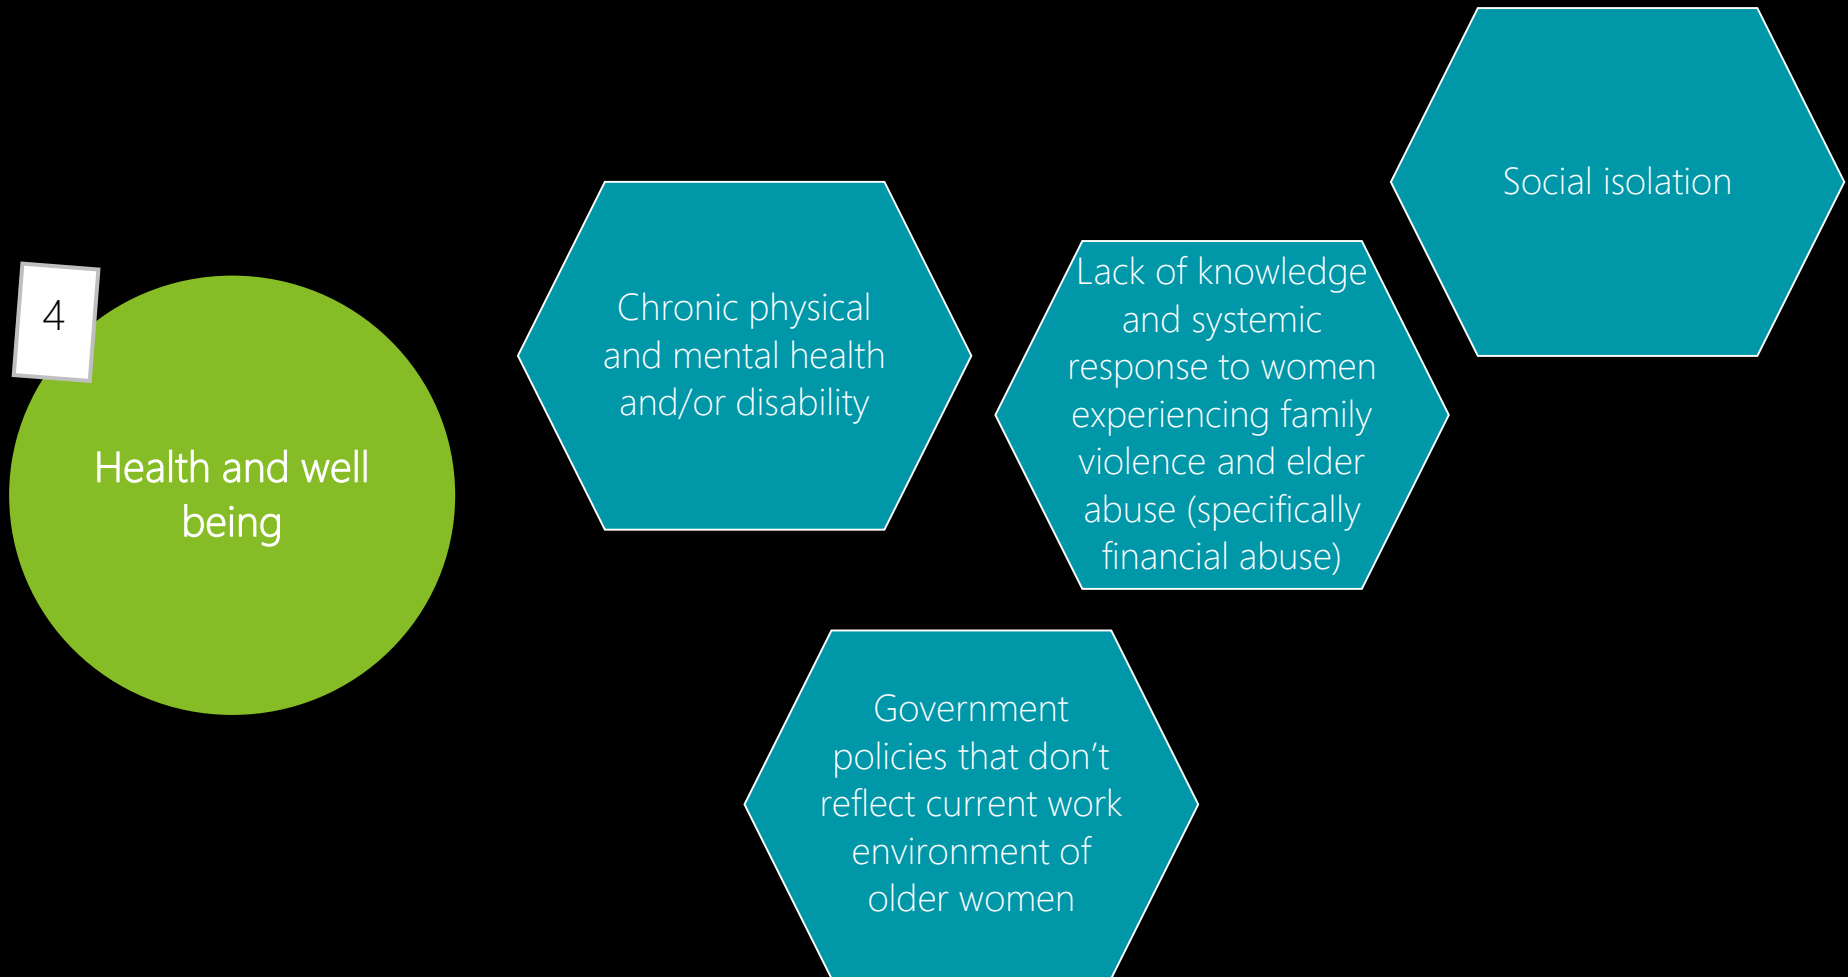 4
Health and well
being
Chronic physical
and mental health
and/or disability
Lack of knowledge
and systemic
response to women
experiencing family
violence and elder
abuse (specifically
financial abuse)
Social isolation
Government
policies that don’t
reflect current work
environment of
older women